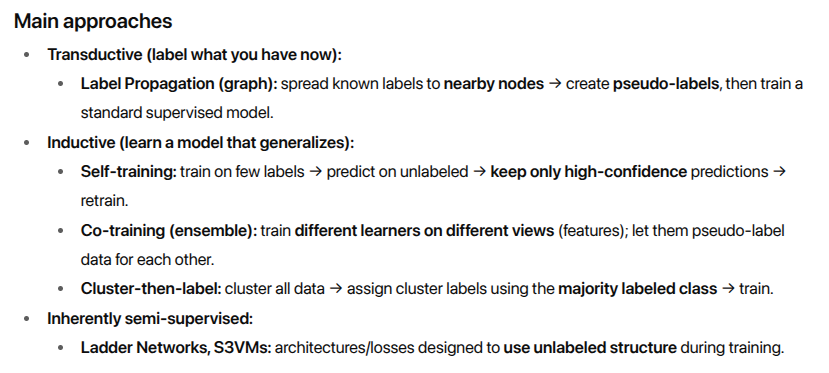 Main approaches
• Transductive (label what you have now):
• Label Propagation (graph): spread known labels to nearby nodes → create pseudo-labels, then train a
standard supervised model.
• Inductive (learn a model that generalizes):
• Self-training: train on few labels → predict on unlabeled → keep only high-confidence predictions →
retrain.
• Co-training (ensemble): train different learners on different views (features); let them pseudo-label
data for each other.
• Cluster-then-label: cluster all data → assign cluster labels using the majority labeled class → train.
• Inherently semi-supervised:
• Ladder Networks, S3VMs: architectures/losses designed to use unlabeled structure during training.